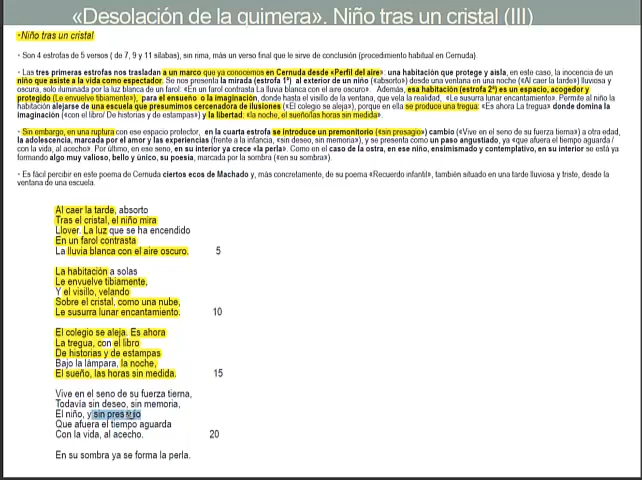 «Desolación de la quimera». Niño tras un cristal (III)
•Niño tras un cristal
• Son 4 estrofas de 5 versos ( de 7, 9 y 11 sílabas), sin rima, más un verso final que le sirve de conclusión (procedimiento habitual en Cernuda).
• Las tres primeras estrofas nos trasladan a un marco que ya conocemos en Cernuda desde «Perfil del aire»: una habitación que protege y aísla, en este caso, la inocencia de un
niño que asiste a la vida como espectador. Se nos presenta la mirada (estrofa 1ª) al exterior de un niño («absorto») desde una ventana en una noche («Al caer la tarde») lluviosa y
oscura, solo iluminada por la luz blanca de un farol: «En un farol contrasta La lluvia blanca con el aire oscuro». Además, esa habitación (estrofa 2ª) es un espacio, acogedor y
protegido (Le envuelve tibiamente»), para el ensueño o la imaginación, donde hasta el visillo de la ventana, que vela la realidad, «Le susurra lunar encantamiento». Permite al niño la
habitación alejarse de una escuela que presumimos cercenadora de ilusiones («El colegio se aleja»), porque en ella se produce una tregua: «Es ahora La tregua» donde domina la
imaginación («con el libro/ De historias y de estampas») y la libertad: «la noche, el sueño/las horas sin medida».
• Sin embargo, en una ruptura con ese espacio protector, en la cuarta estrofa se introduce un premonitorio («sin presagio») cambio («Vive en el seno de su fuerza tierna») a otra edad,
la adolescencia, marcada por el amor y las experiencias (frente a la infancia, «sin deseo, sin memoria»), y se presenta como un paso angustiado, ya «que afuera el tiempo aguarda /
con la vida, al acecho». Por último, en ese seno, en su interior ya crece «la perla». Como en el caso de la ostra, en ese niño, ensimismado y contemplativo, en su interior se está ya
formando algo muy valioso, bello y único, su poesía, marcada por la sombra («en su sombra»).
• Es fácil percibir en este poema de Cernuda ciertos ecos de Machado y, más concretamente, de su poema «Recuerdo infantil», también situado en una tarde lluviosa y triste, desde la
ventana de una escuela.
Al caer la tarde, absorto
Tras el cristal, el niño mira
Llover. La luz que se ha encendido
En un farol contrasta
La lluvia blanca con el aire oscuro. 5
La habitación a solas
Le envuelve tibiamente,
Y el visillo, velando
Sobre el cristal, como una nube,
Le susurra lunar encantamiento. 10
El colegio se aleja. Es ahora
La tregua, con el libro
De historias y de estampas
Bajo la lámpara, la noche,
El sueño, las horas sin medida. 15
Vive en el seno de su fuerza tierna,
Todavía sin deseo, sin memoria,
El niño, y sin presagio
Que afuera el tiempo aguarda
Con la vida, al acecho. 20
En su sombra ya se forma la perla.